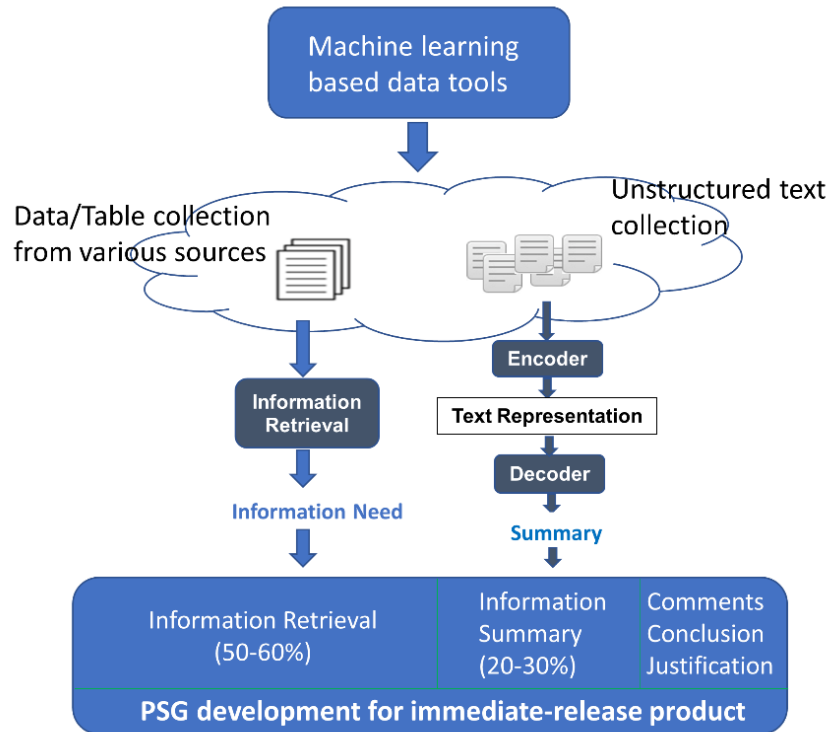 Machine learning
based data tools
Data/Table collection
from various sources
Unstructured text
collection
Information
Retrieval
Information Need
Encoder
Text Representation
Decoder
Summary
Information Retrieval
(50-60%)
Information
Summary
(20-30%)
Comments
Conclusion
Justification
PSG development for immediate-release product